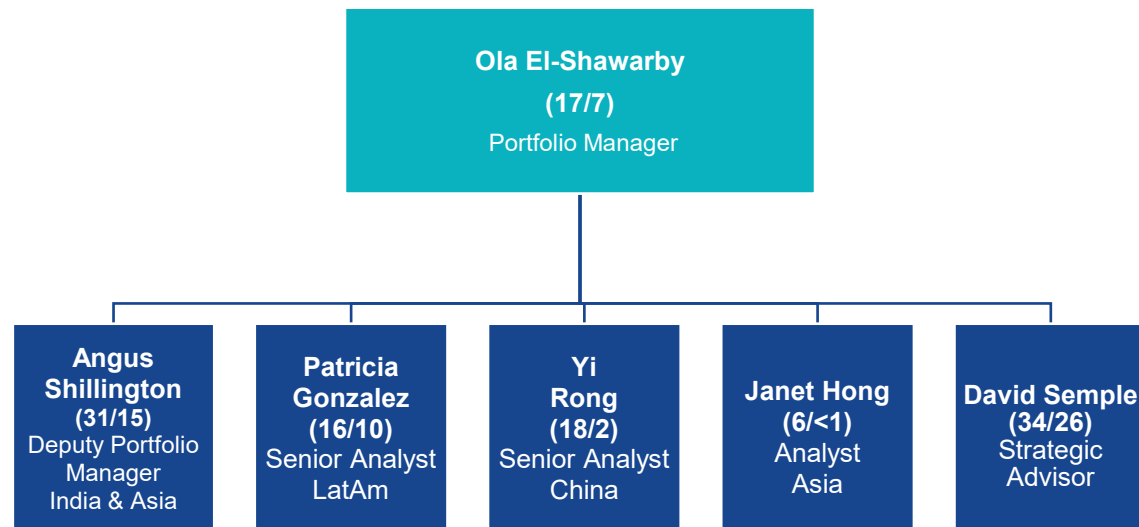 Ola El-Shawarby
(17/7)
Portfolio Manager
Angus
Shillington
(31/15)
Deputy Portfolio
Manager
India & Asia
Patricia
Gonzalez
(16/10)
Senior Analyst
LatAm
Yi
Rong
(18/2)
Senior Analyst
China
Janet Hong
(6/<1)
Analyst
Asia
David Semple
(34/26)
Strategic
Advisor